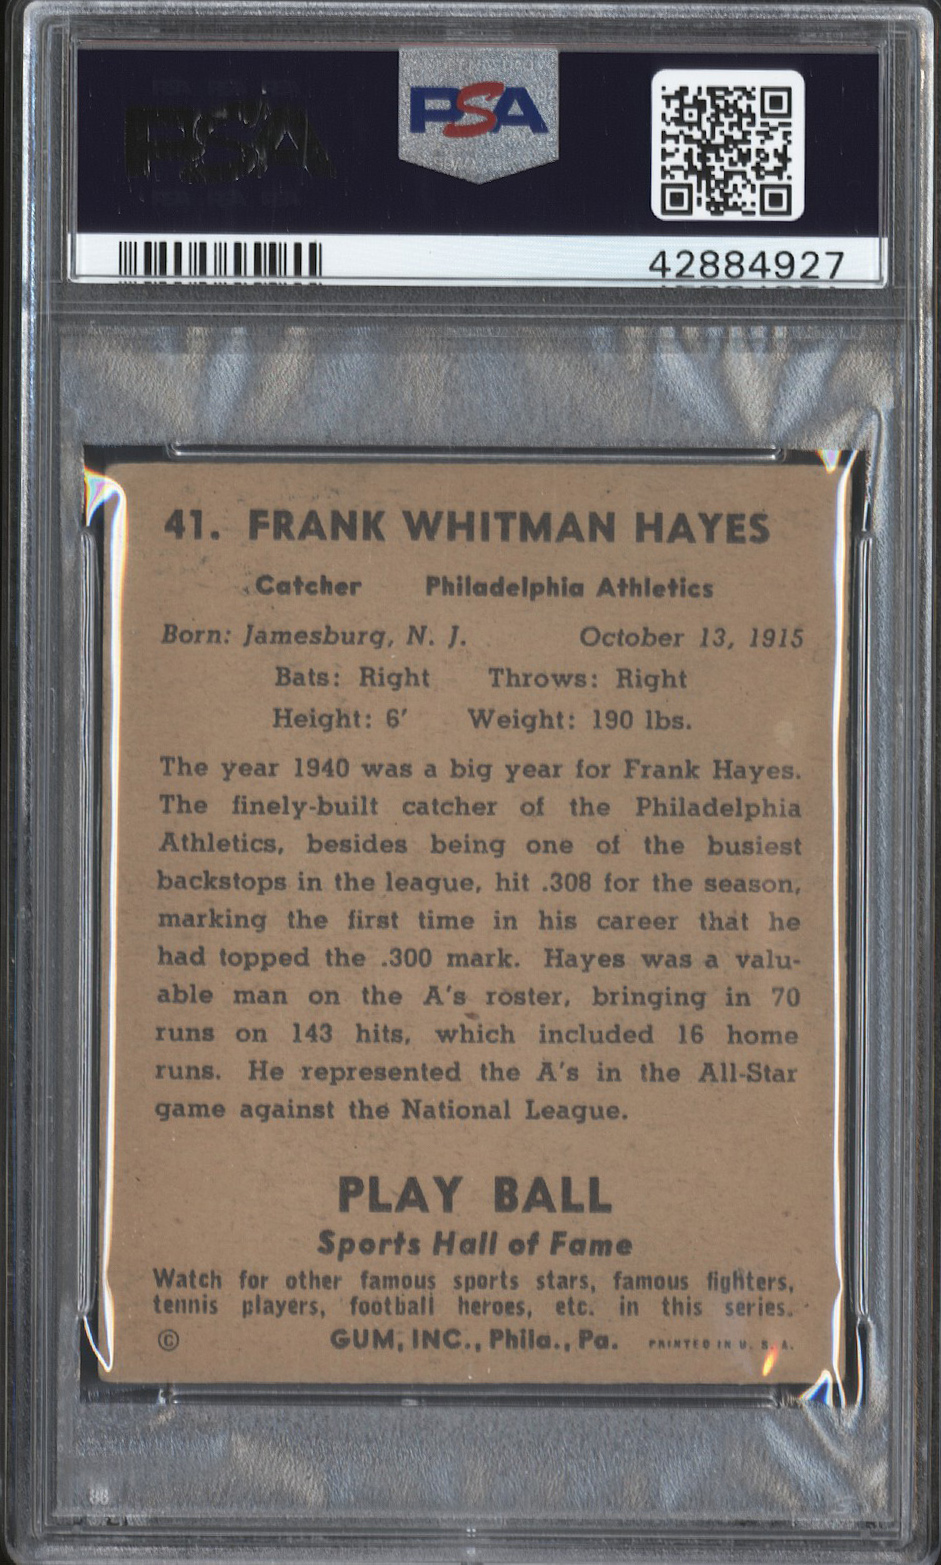 PSA
PSA
42884927
41. FRANK WHITMAN HAYES
Catcher Philadelphia Athletics
Born: Jamesburg, N. J. October 13, 1915
Bats: Right Throws: Right
Height: 6' Weight: 190 lbs.
The year 1940 was a big year for Frank Hayes.
The finely-built catcher of the Philadelphia
Athletics, besides being one of the busiest
backstops in the league, hit .308 for the season,
marking the first time in his career that he
had topped the .300 mark. Hayes was a valu-
able man on the A's roster, bringing in 70
runs on 143 hits, which included 16 home
runs. He represented the A's in the All-Star
game against the National League.
PLAY BALL
Sports Hall of Fame
Watch for other famous sports stars, famous fighters,
tennis players, football heroes, etc. in this series.
© GUM, INC., Phila., Pa. PRINTED IN U. S. A.